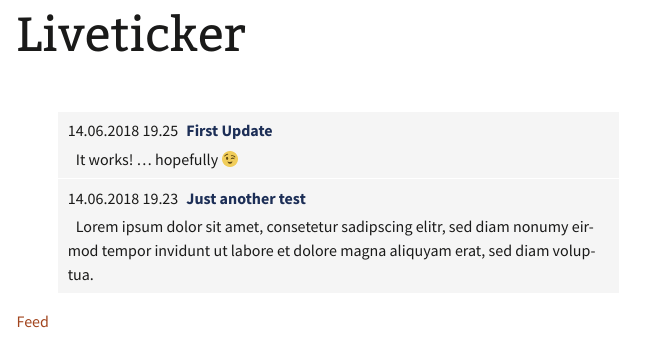 Liveticker
14.06.2018 19.25 First Update
It works! … hopefully 😉
14.06.2018 19.23 Just another test
Lorem ipsum dolor sit amet, consetetur sadipscing elitr, sed diam nonumy eir-
mod tempor invidunt ut labore et dolore magna aliquyam erat, sed diam volup-
tua.
Feed